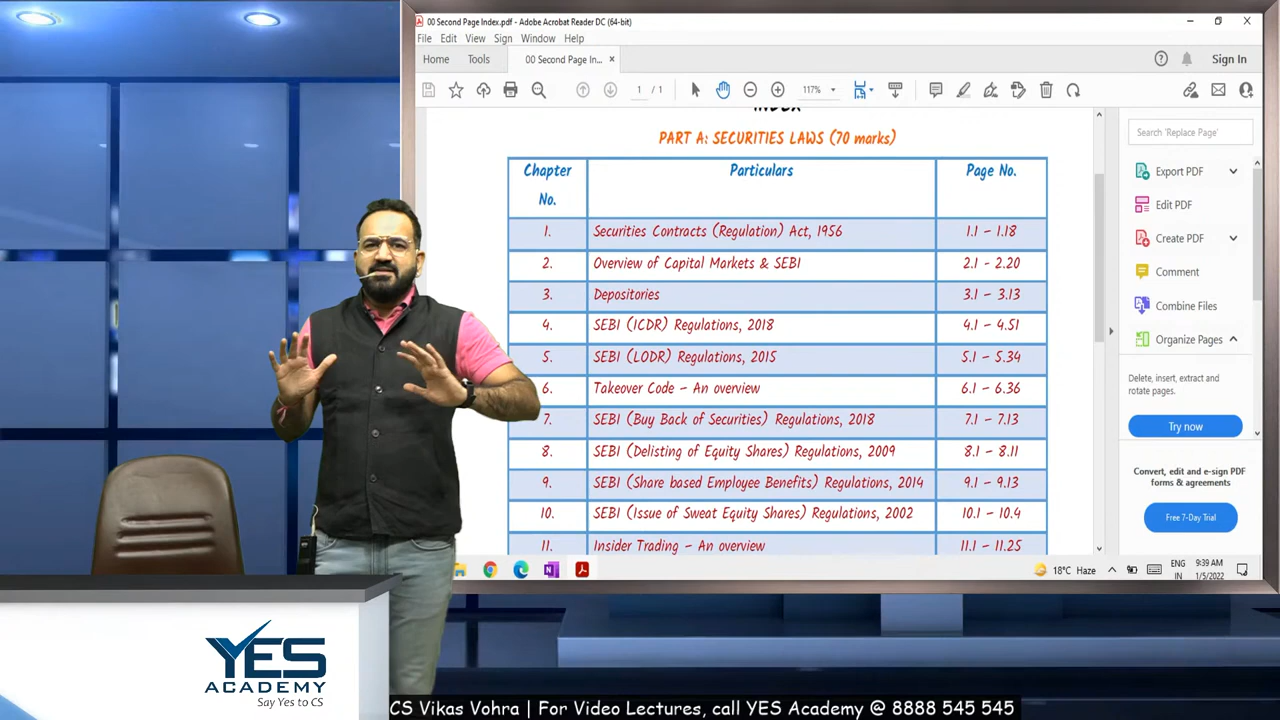 00 Second Page Index.pdf - Adobe Acrobat Reader DC (64-bit)
File Edit View Sign Window Help
Home Tools 00 Second Page In... × Sign In
1 / 1 117%
INDEX
PART A: SECURITIES LAWS (70 marks)
Chapter No. Particulars Page No.
1. Securities Contracts (Regulation) Act, 1956 1.1 – 1.18
2. Overview of Capital Markets & SEBI 2.1 - 2.20
3. Depositories 3.1 – 3.13
4. SEBI (ICDR) Regulations, 2018 4.1 – 4.51
5. SEBI (LODR) Regulations, 2015 5.1 – 5.34
6. Takeover Code – An overview 6.1 – 6.36
7. SEBI (Buy Back of Securities) Regulations, 2018 7.1 – 7.13
8. SEBI (Delisting of Equity Shares) Regulations, 2009 8.1 – 8.11
9. SEBI (Share based Employee Benefits) Regulations, 2014 9.1 – 9.13
10. SEBI (Issue of Sweat Equity Shares) Regulations, 2002 10.1 – 10.4
11. Insider Trading – An overview 11.1 – 11.25
Search 'Replace Page'
Export PDF
Edit PDF
Create PDF
Comment
Combine Files
Organize Pages
Delete, insert, extract and
rotate pages.
Try now
Convert, edit and e-sign PDF
forms & agreements
Free 7-Day Trial
18°C Haze
ENG
IN
9:39 AM
1/5/2022
YES
ACADEMY
Say Yes to CS
CS Vikas Vohra | For Video Lectures, call YES Academy @ 8888 545 545